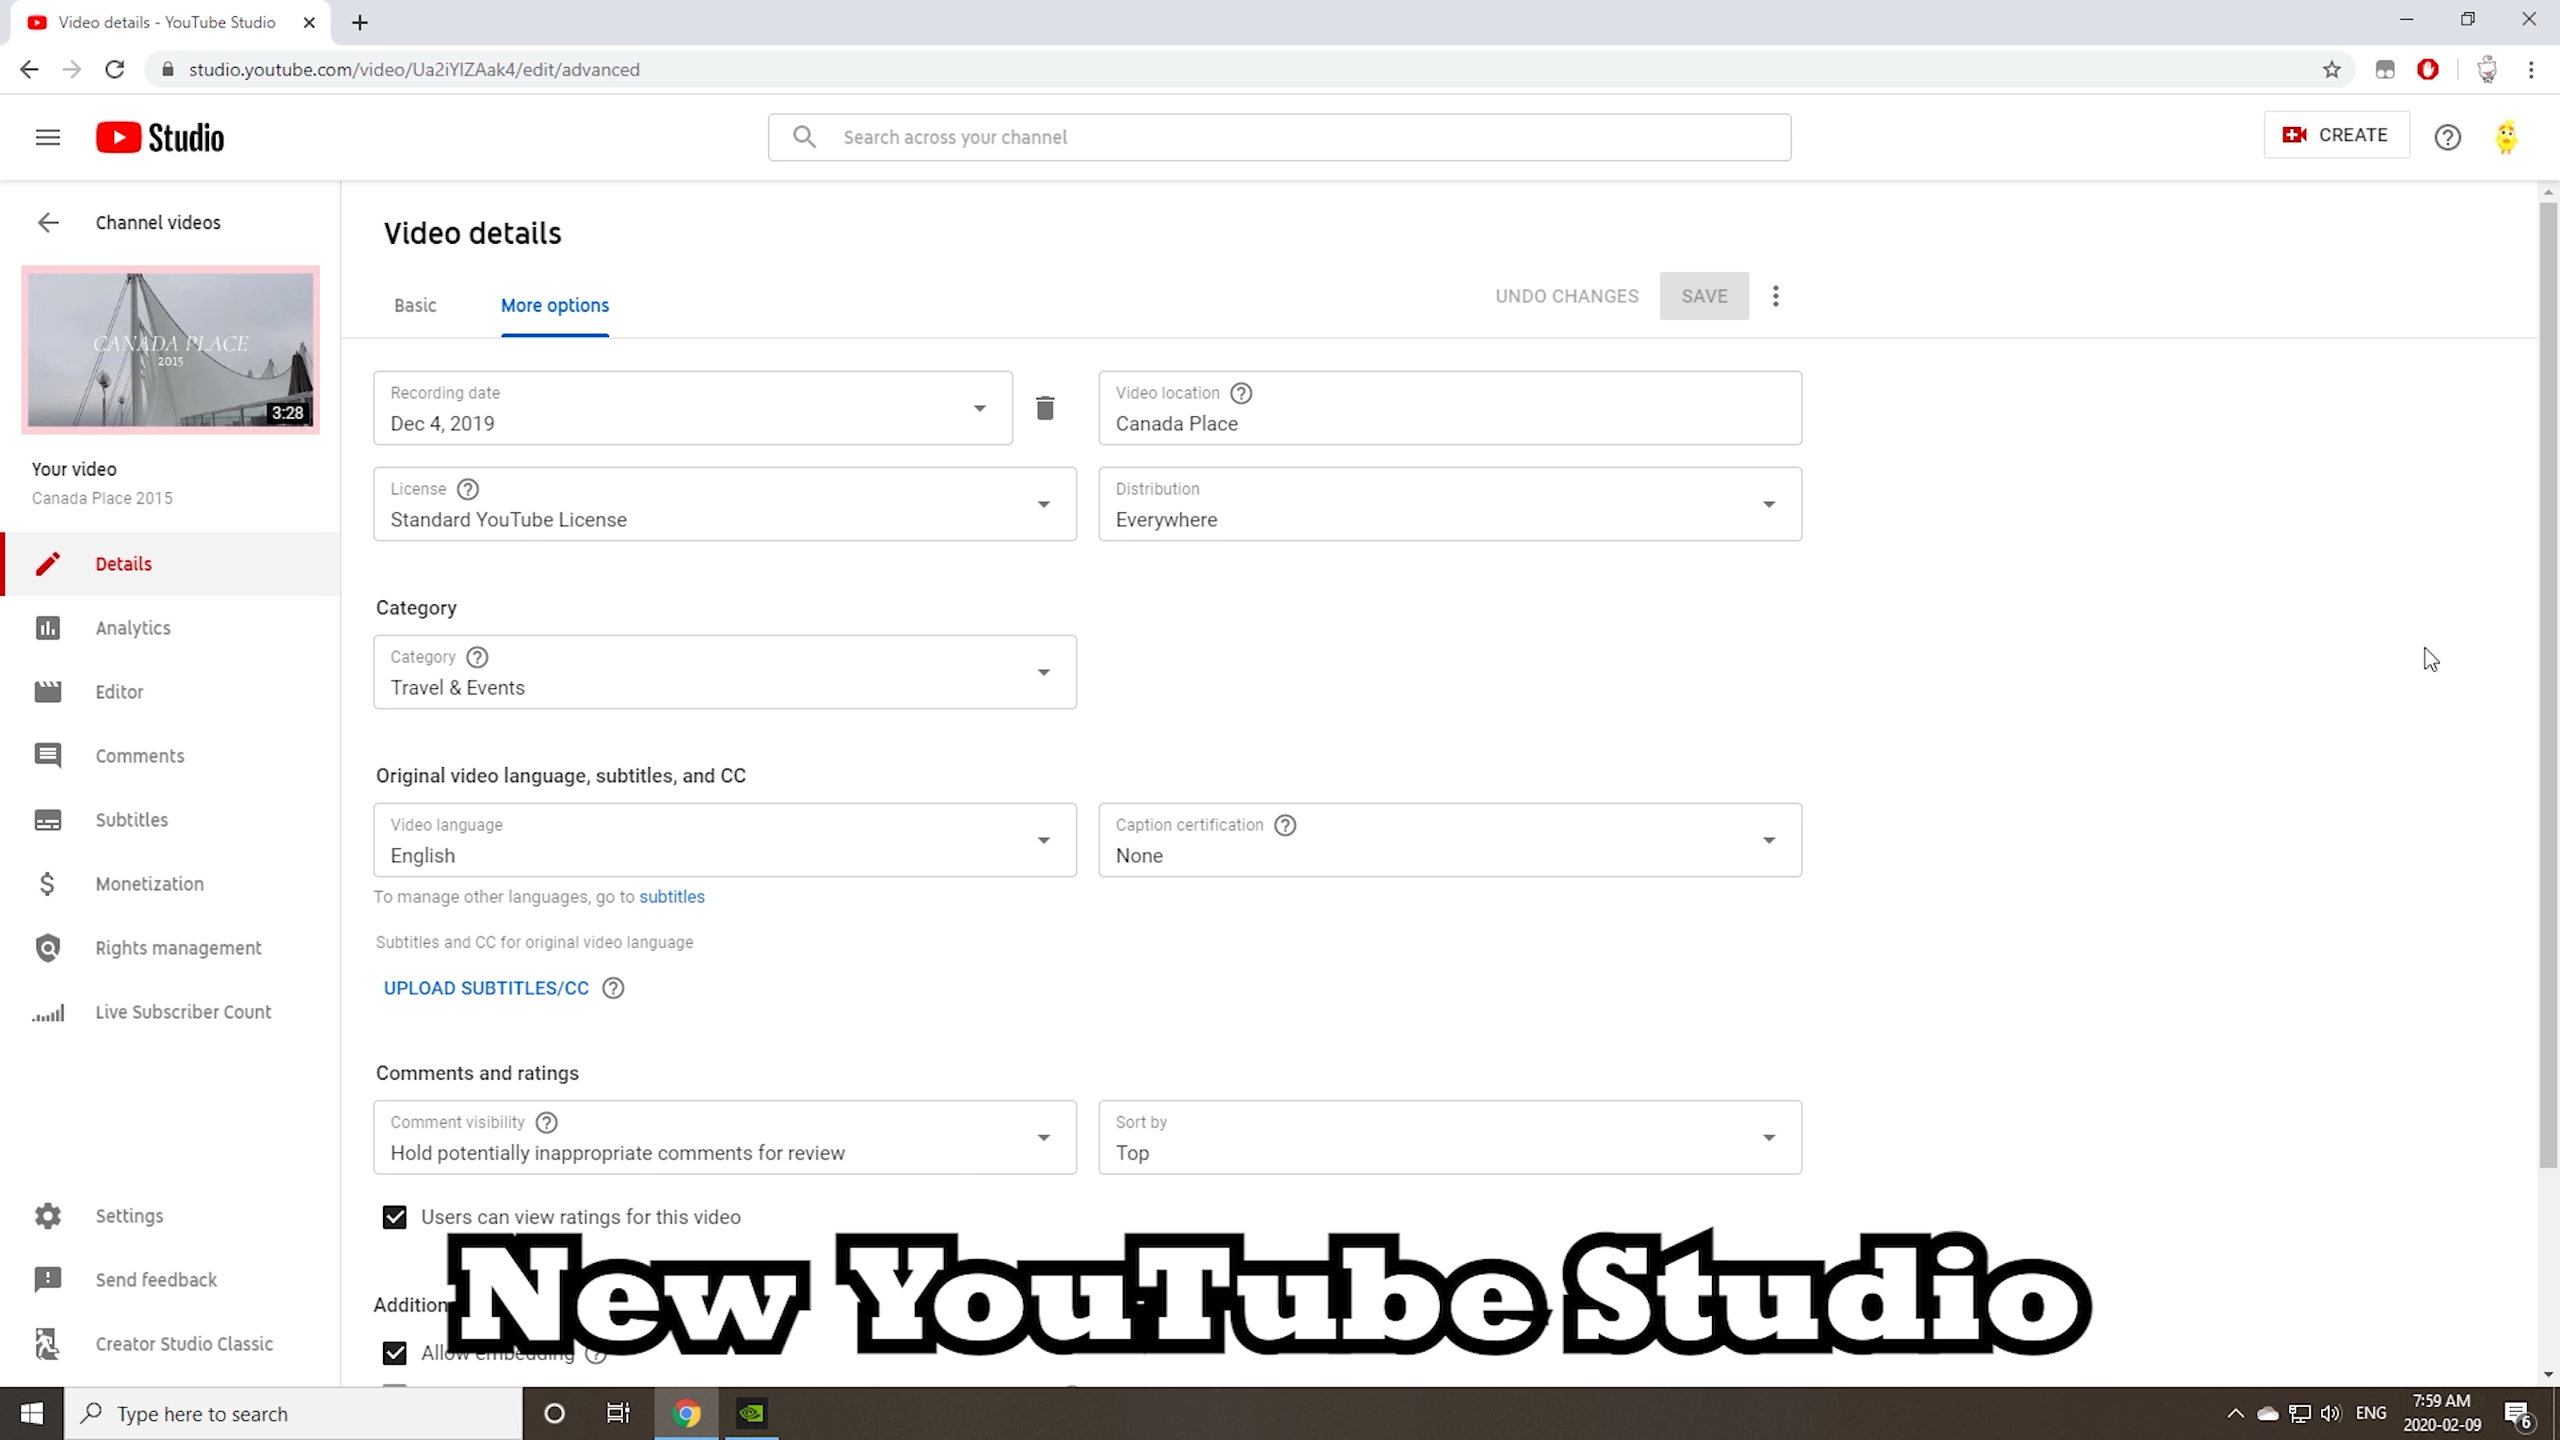 Video details - YouTube Studio
studio.youtube.com/video/Ua2iYIZAak4/edit/advanced
Studio
Search across your channel
CREATE
Channel videos
CANADA PLACE
2015
3:28
Your video
Canada Place 2015
Details
Analytics
Editor
Comments
Subtitles
Monetization
Rights management
Live Subscriber Count
Settings
Send feedback
Creator Studio Classic
Video details
Basic
More options
UNDO CHANGES
SAVE
Recording date
Dec 4, 2019
Video location
Canada Place
License
Standard YouTube License
Distribution
Everywhere
Category
Category
Travel & Events
Original video language, subtitles, and CC
Video language
English
Caption certification
None
To manage other languages, go to subtitles
Subtitles and CC for original video language
UPLOAD SUBTITLES/CC
Comments and ratings
Comment visibility
Hold potentially inappropriate comments for review
Sort by
Top
Users can view ratings for this video
New YouTube Studio
Allow embedding
Type here to search
ENG
7:59 AM
2020-02-09
6